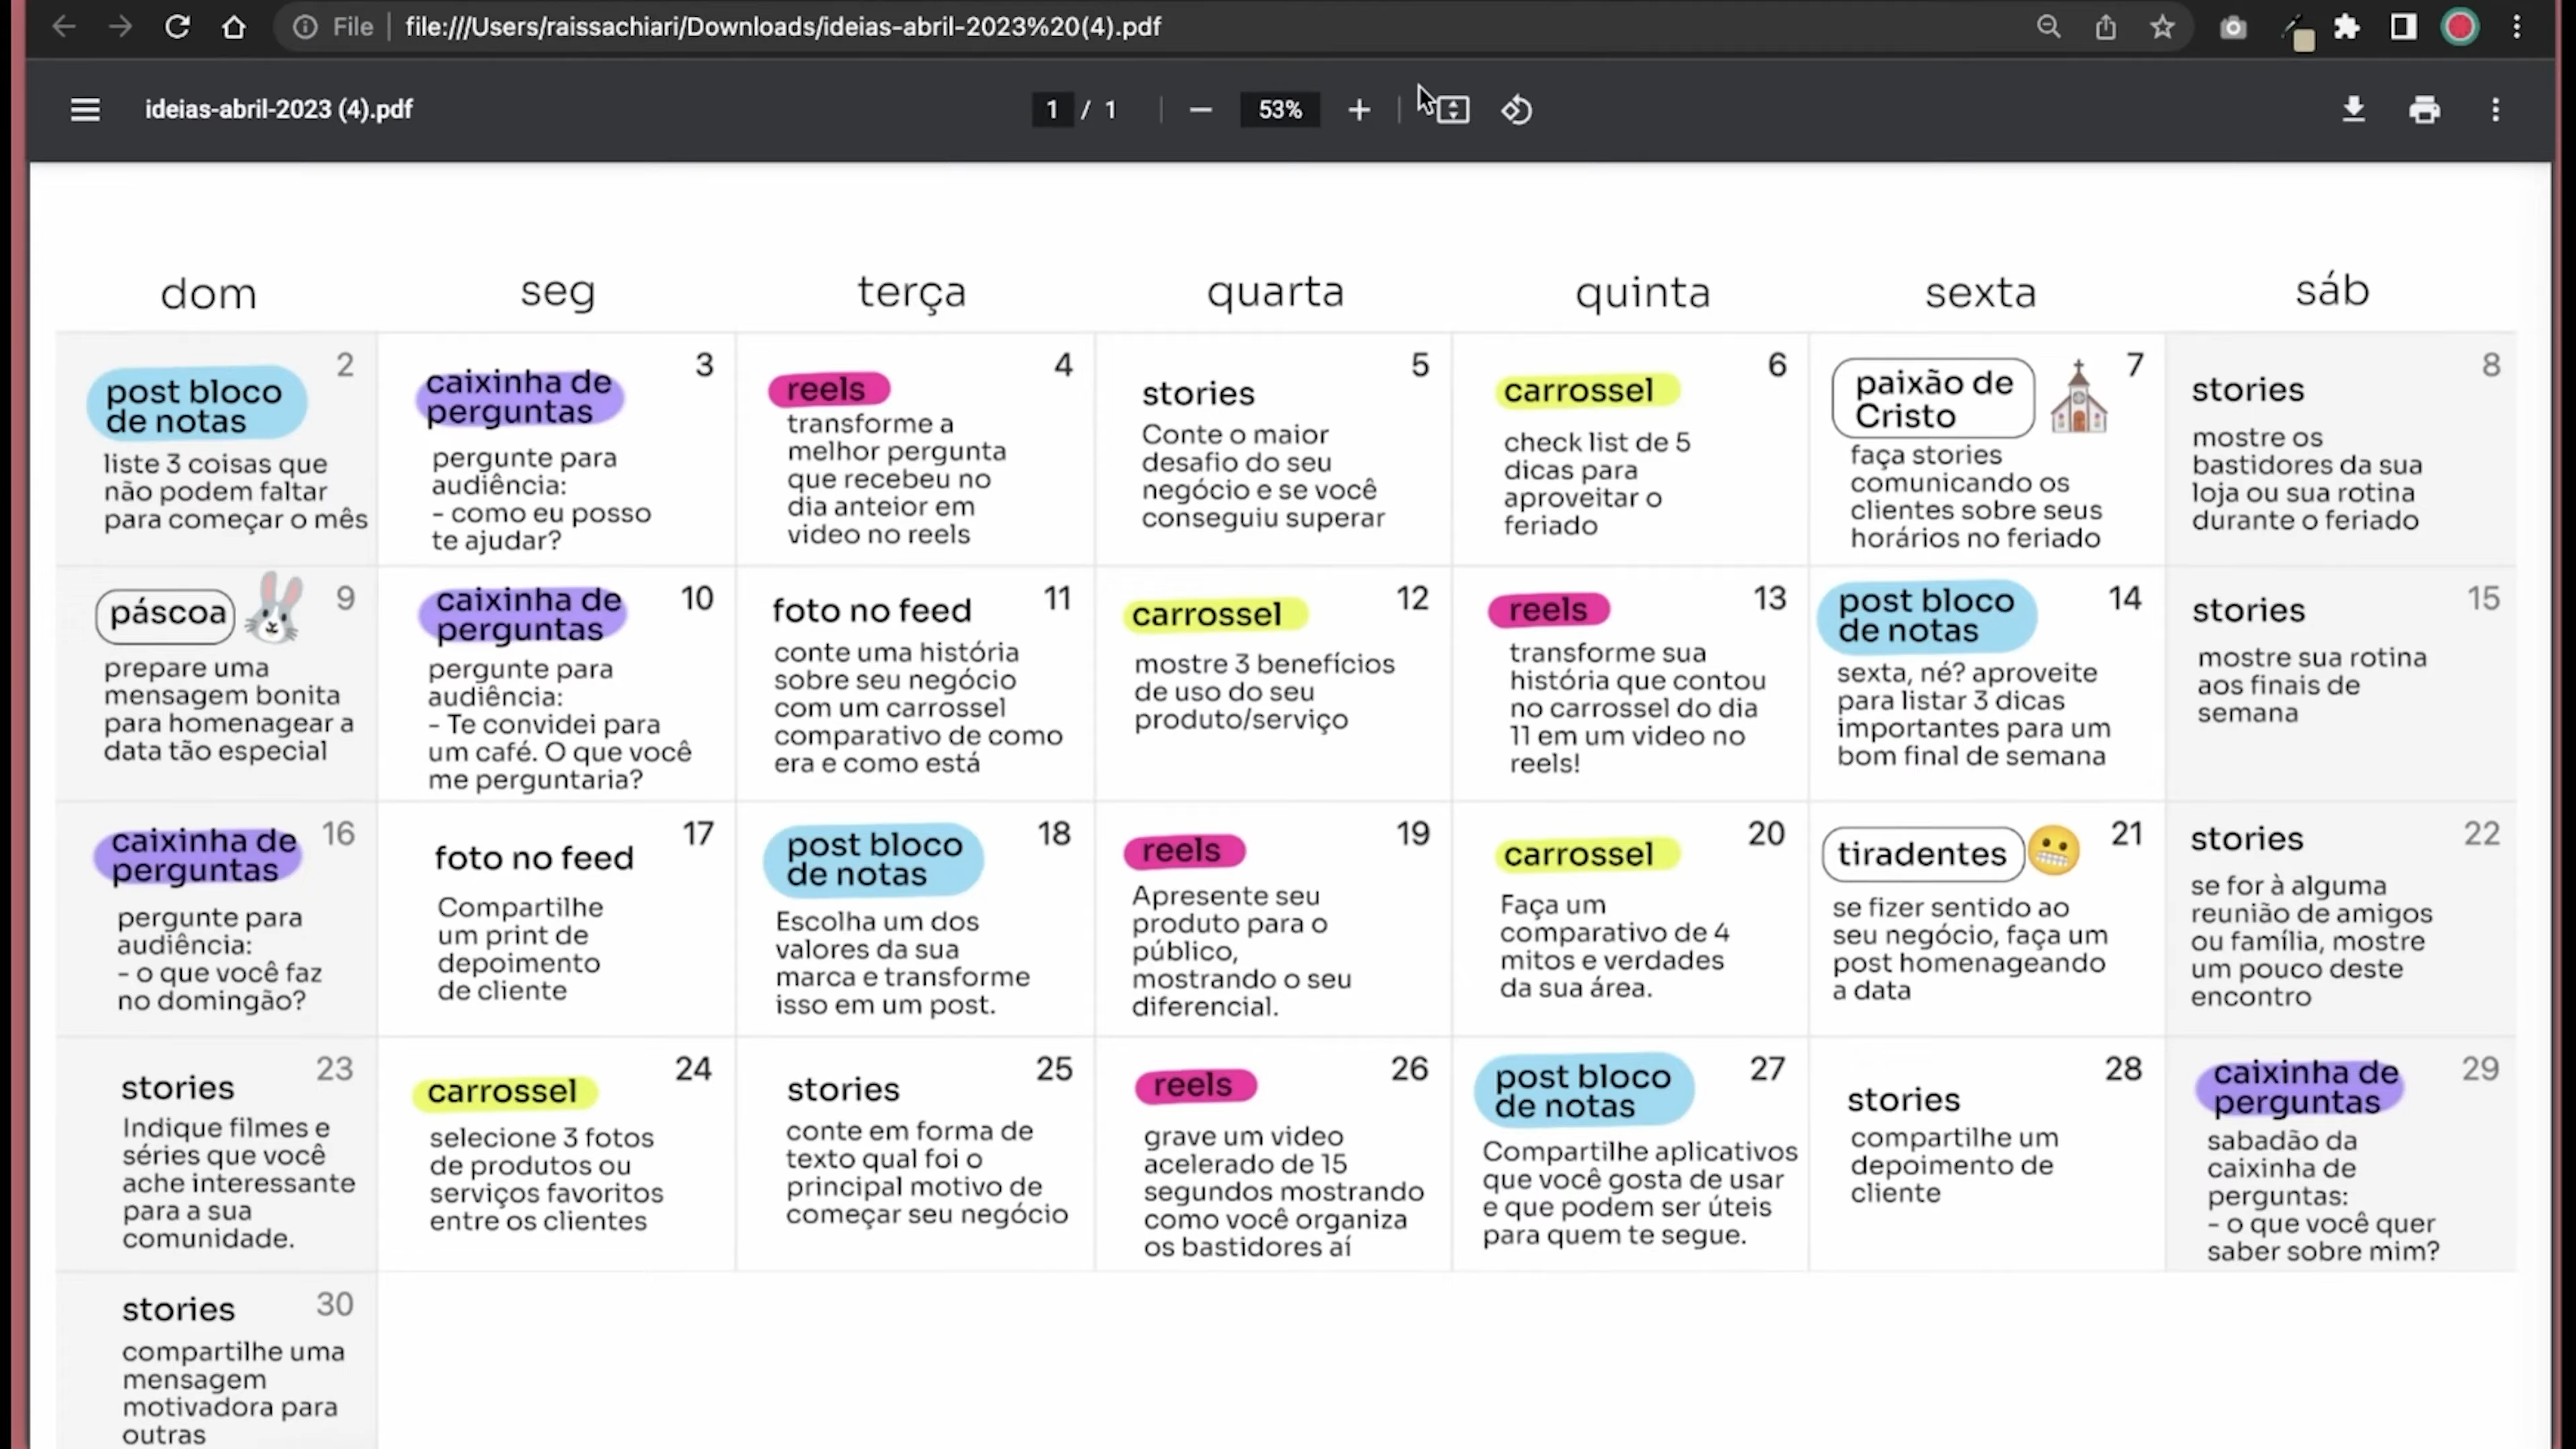 File
file:///Users/raissachiari/Downloads/ideias-abril-2023%20(4).pdf
ideias-abril-2023 (4).pdf
1 / 1
53%
dom
seg
terça
quarta
quinta
sexta
sáb
2
post bloco
de notas
liste 3 coisas que
não podem faltar
para começar o mês
3
caixinha de
perguntas
pergunte para
audiência:
- como eu posso
te ajudar?
4
reels
transforme a
melhor pergunta
que recebeu no
dia anteior em
video no reels
5
stories
Conte o maior
desafio do seu
negócio e se você
conseguiu superar
6
carrossel
check list de 5
dicas para
aproveitar o
feriado
7
paixão de
Cristo
faça stories
comunicando os
clientes sobre seus
horários no feriado
8
stories
mostre os
bastidores da sua
loja ou sua rotina
durante o feriado
9
páscoa
prepare uma
mensagem bonita
para homenagear a
data tão especial
10
caixinha de
perguntas
pergunte para
audiência:
- Te convidei para
um café. O que você
me perguntaria?
11
foto no feed
conte uma história
sobre seu negócio
com um carrossel
comparativo de como
era e como está
12
carrossel
mostre 3 benefícios
de uso do seu
produto/serviço
13
reels
transforme sua
história que contou
no carrossel do dia
11 em um video no
reels!
14
post bloco
de notas
sexta, né? aproveite
para listar 3 dicas
importantes para um
bom final de semana
15
stories
mostre sua rotina
aos finais de
semana
16
caixinha de
perguntas
pergunte para
audiência:
- o que você faz
no domingão?
17
foto no feed
Compartilhe
um print de
depoimento
de cliente
18
post bloco
de notas
Escolha um dos
valores da sua
marca e transforme
isso em um post.
19
reels
Apresente seu
produto para o
público,
mostrando o seu
diferencial.
20
carrossel
Faça um
comparativo de 4
mitos e verdades
da sua área.
21
tiradentes
se fizer sentido ao
seu negócio, faça um
post homenageando
a data
22
stories
se for à alguma
reunião de amigos
ou família, mostre
um pouco deste
encontro
23
stories
Indique filmes e
séries que você
ache interessante
para a sua
comunidade.
24
carrossel
selecione 3 fotos
de produtos ou
serviços favoritos
entre os clientes
25
stories
conte em forma de
texto qual foi o
principal motivo de
começar seu negócio
26
reels
grave um video
acelerado de 15
segundos mostrando
como você organiza
os bastidores aí
27
post bloco
de notas
Compartilhe aplicativos
que você gosta de usar
e que podem ser úteis
para quem te segue.
28
stories
compartilhe um
depoimento de
cliente
29
caixinha de
perguntas
sabadão da
caixinha de
perguntas:
- o que você quer
saber sobre mim?
30
stories
compartilhe uma
mensagem
motivadora para
outras